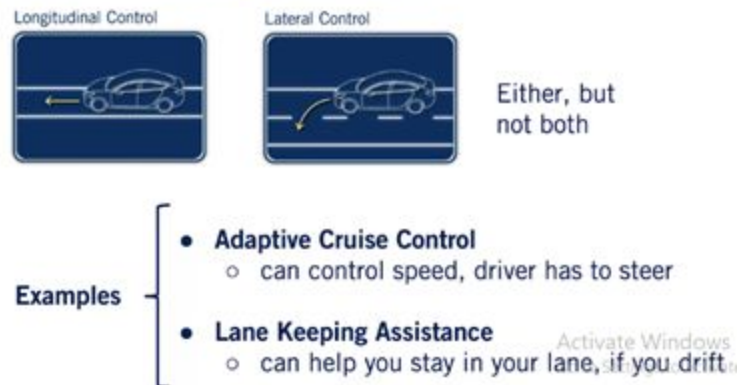 Longitudinal Control
Lateral Control
Either, but
not both
Examples
● Adaptive Cruise Control
○ can control speed, driver has to steer
● Lane Keeping Assistance
Activate Windows
○ can help you stay in your lane, if you drift